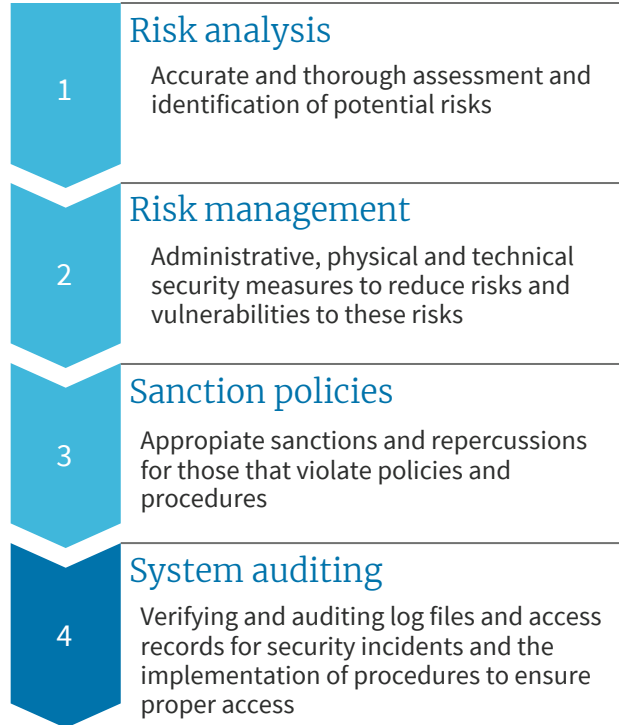 1
Risk analysis
Accurate and thorough assessment and
identification of potential risks
2
Risk management
Administrative, physical and technical
security measures to reduce risks and
vulnerabilities to these risks
3
Sanction policies
Appropiate sanctions and repercussions
for those that violate policies and
procedures
4
System auditing
Verifying and auditing log files and access
records for security incidents and the
implementation of procedures to ensure
proper access